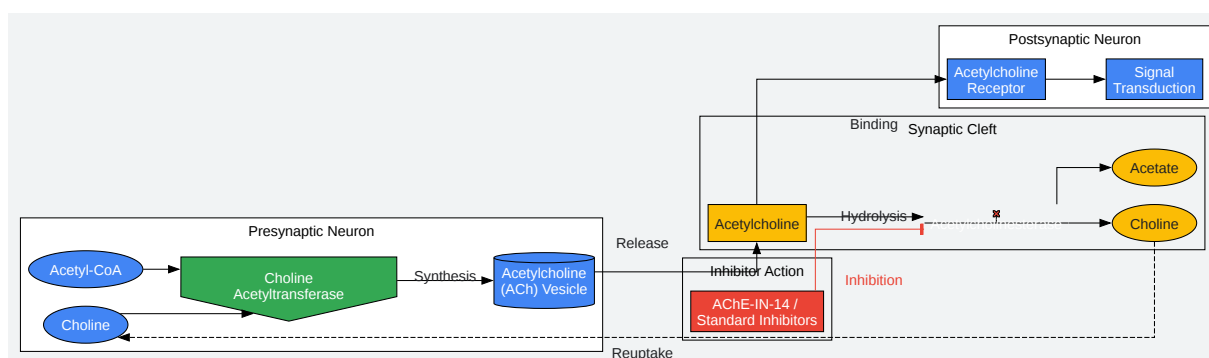 Postsynaptic Neuron
Acetylcholine
Receptor
Signal
Transduction
Binding
Synaptic Cleft
Acetate
Acetylcholine
Hydrolysis
Acetylcholinesterase
Choline
Presynaptic Neuron
Release
Acetyl-CoA
Choline
Acetyltransferase
Synthesis
Acetylcholine
(ACh) Vesicle
Inhibitor Action
Inhibition
AChE-IN-14 /
Standard Inhibitors
Choline
Reuptake